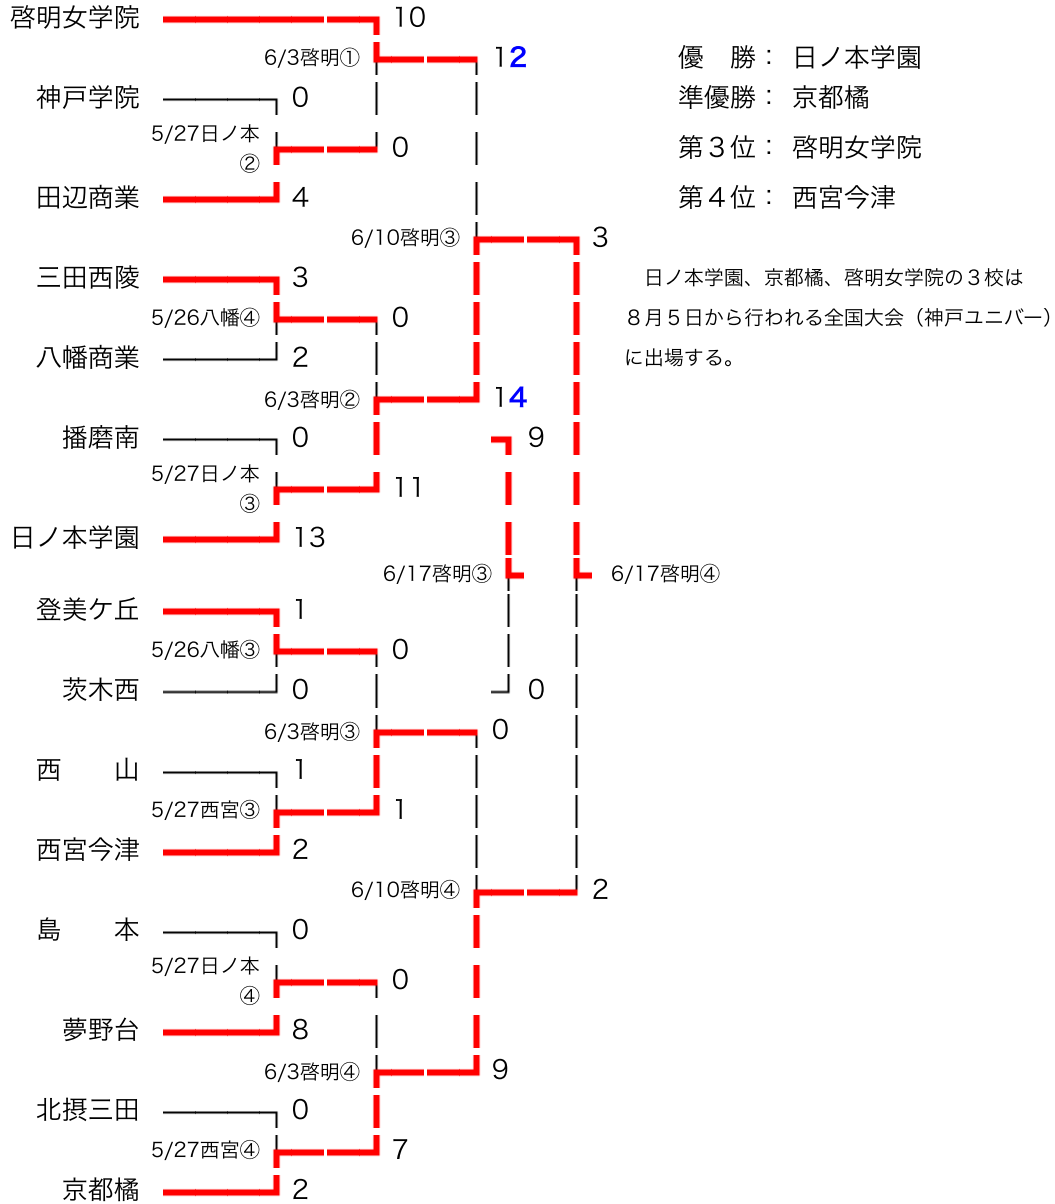 啓明女学院
10
6/3啓明①
1 2
神戸学院
0
5/27日ノ本
②
0
田辺商業
4
6/10啓明③
3
三田西陵
3
5/26八幡④
0
八幡商業
2
6/3啓明②
1 4
播磨南
0
9
5/27日ノ本
③
11
日ノ本学園
13
6/17啓明③
6/17啓明④
登美ケ丘
1
5/26八幡③
0
茨木西
0
0
6/3啓明③
0
西　　山
1
5/27西宮③
1
西宮今津
2
6/10啓明④
2
島　　本
0
5/27日ノ本
④
0
夢野台
8
6/3啓明④
9
北摂三田
0
5/27西宮④
7
京都橘
2
優　勝：　日ノ本学園
準優勝：　京都橘
第３位：　啓明女学院
第４位：　西宮今津
日ノ本学園、京都橘、啓明女学院の３校は
８月５日から行われる全国大会（神戸ユニバー）
に出場する。